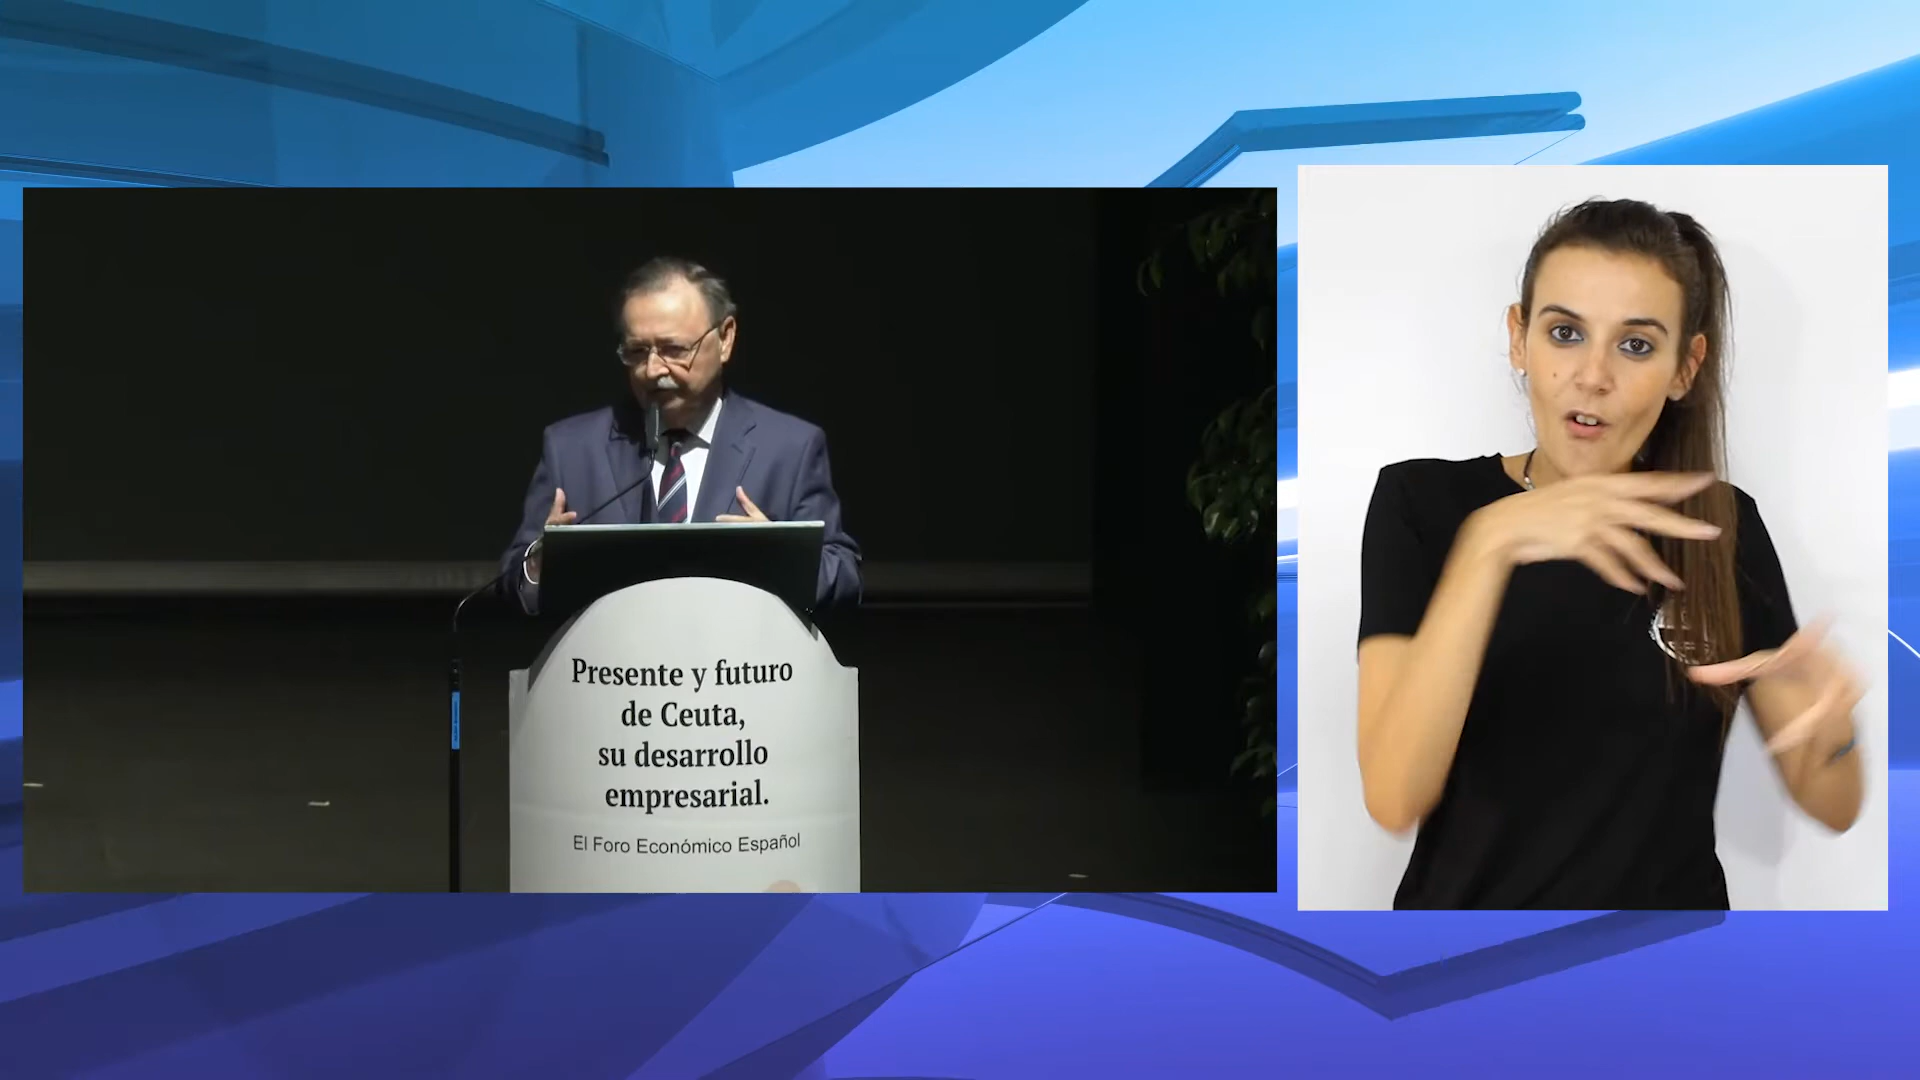 Presente y futuro
de Ceuta,
su desarrollo
empresarial.
El Foro Económico Español